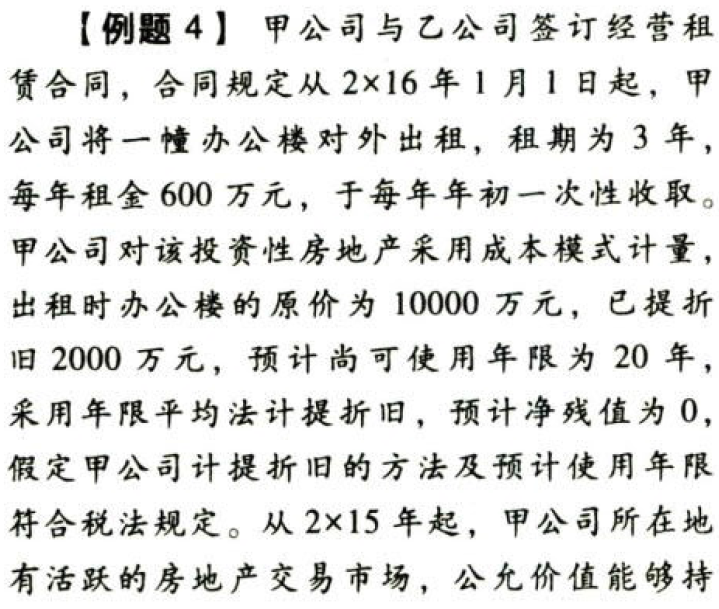 【例题 4】 甲公司与乙公司签订经营租
赁合同，合同规定从 2×16 年 1 月 1 日起，甲
公司将一幢办公楼对外出租，租期为 3 年，
每年租金 600 万元，于每年年初一次性收取。
甲公司对该投资性房地产采用成本模式计量，
出租时办公楼的原价为 10000 万元，已提折
旧 2000 万元，预计尚可使用年限为 20 年，
采用年限平均法计提折旧，预计净残值为 0，
假定甲公司计提折旧的方法及预计使用年限
符合税法规定。从 2×15 年起，甲公司所在地
有活跃的房地产交易市场，公允价值能够持